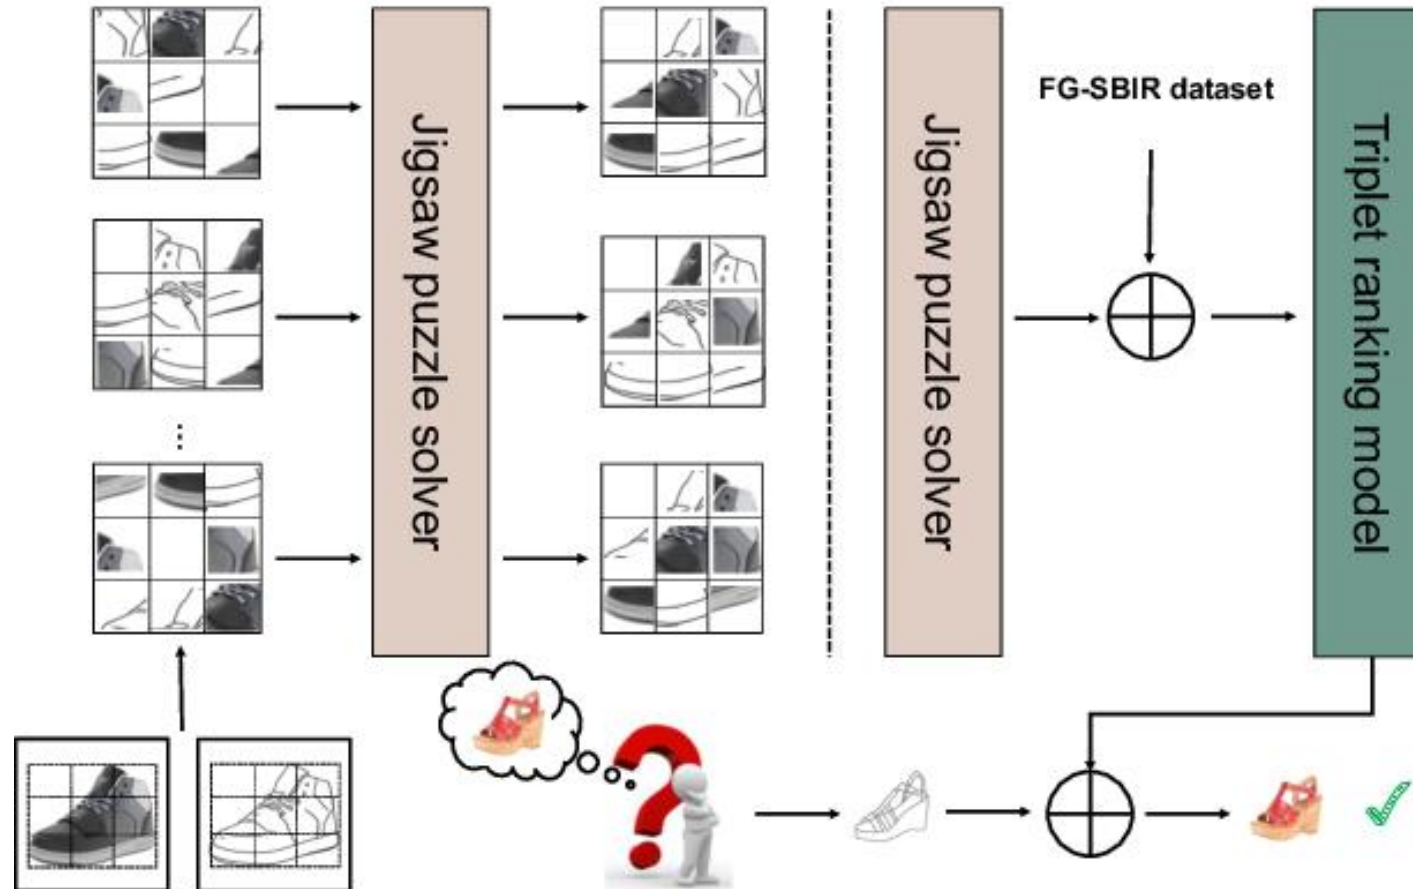 Jigsaw puzzle solver
Jigsaw puzzle solver
FG-SBIR dataset
Triplet ranking model